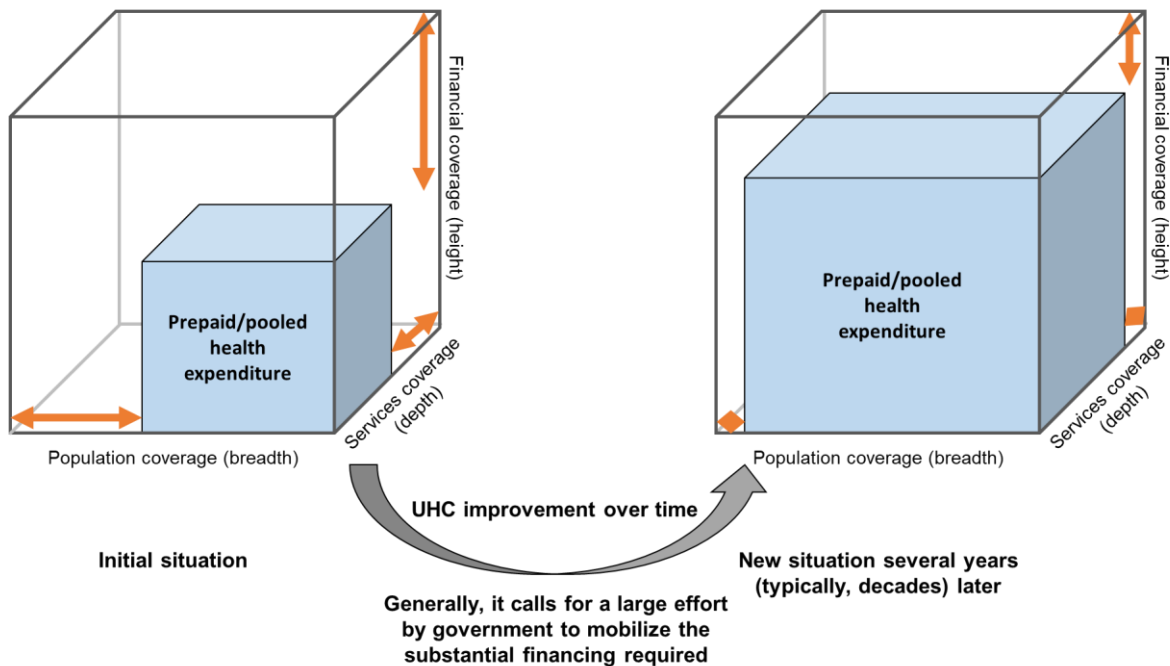 Financial coverage (height)
Prepaid/pooled
health
expenditure
Services coverage
(depth)
Population coverage (breadth)
Initial situation
Financial coverage (height)
Prepaid/pooled
health
expenditure
Services coverage
(depth)
Population coverage (breadth)
UHC improvement over time
New situation several years
(typically, decades) later
Generally, it calls for a large effort
by government to mobilize the
substantial financing required